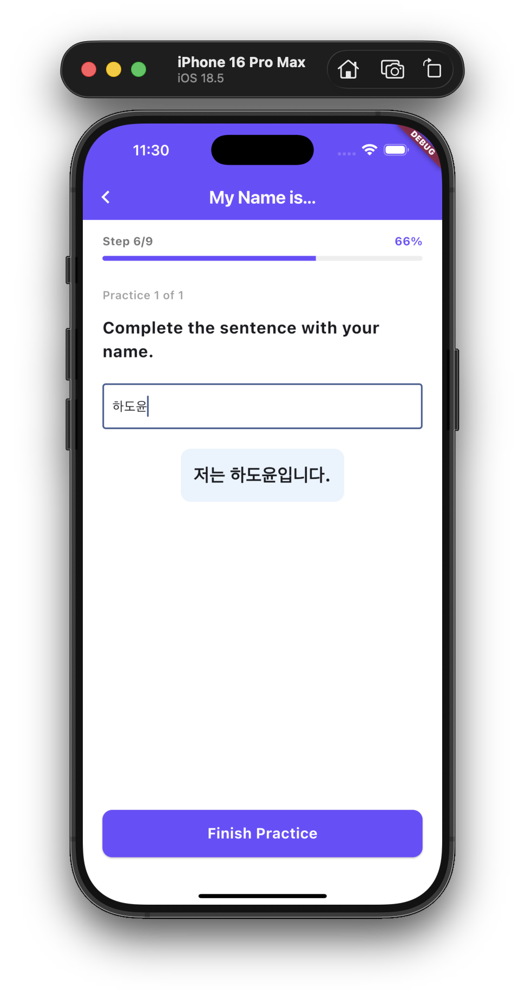 iPhone 16 Pro Max
iOS 18.5
11:30
DEBUG
My Name is...
Step 6/9
66%
Practice 1 of 1
Complete the sentence with your
name.
하도윤
저는 하도윤입니다.
Finish Practice